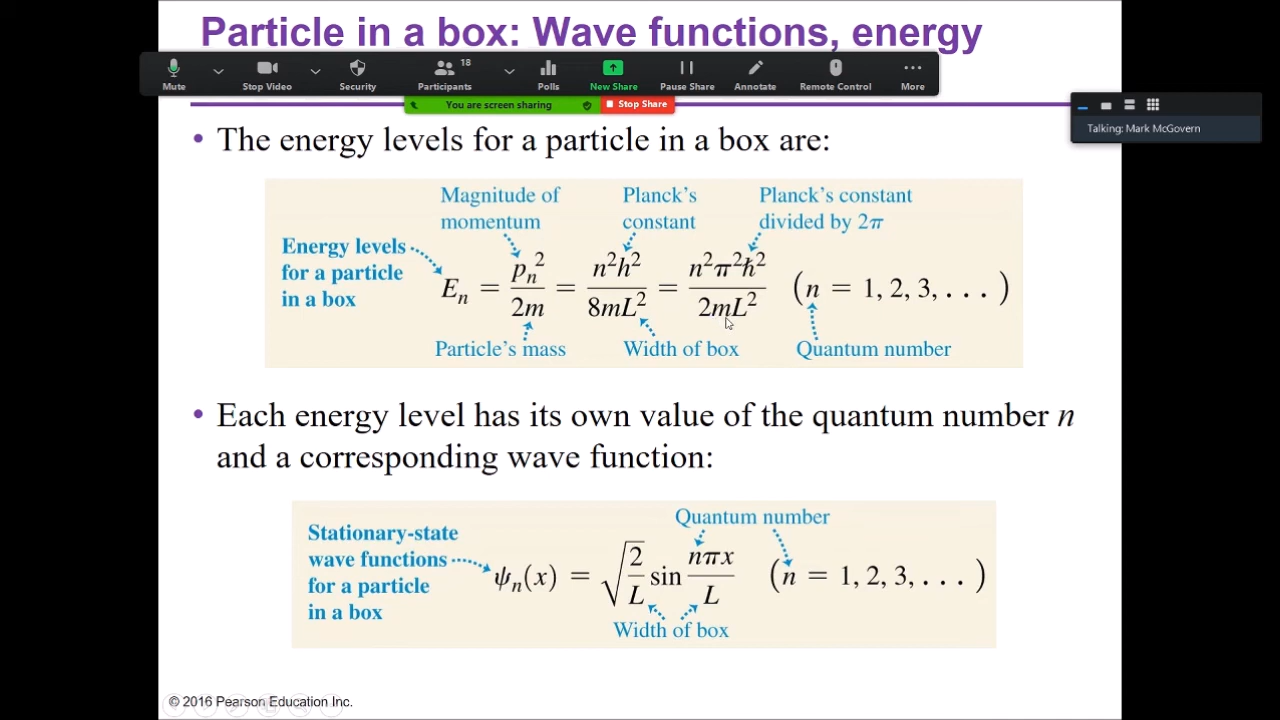 Particle in a box: Wave functions, energy
18
Mute Stop Video Security Participants Polls New Share Pause Share Annotate Remote Control More
You are screen sharing Stop Share
Talking: Mark McGovern
• The energy levels for a particle in a box are:
Magnitude of momentum
Planck's constant
Planck's constant divided by 2π
Energy levels for a particle in a box
Eₙ = pₙ²/2m = n²h²/8mL² = n²π²ℏ²/2mL² (n = 1, 2, 3, . . . )
Particle's mass Width of box Quantum number
• Each energy level has its own value of the quantum number n
and a corresponding wave function:
Quantum number
Stationary-state
wave functions
for a particle
in a box
ψₙ(x) = √(2/L) sin nπx/L (n = 1, 2, 3, . . . )
Width of box
© 2016 Pearson Education Inc.